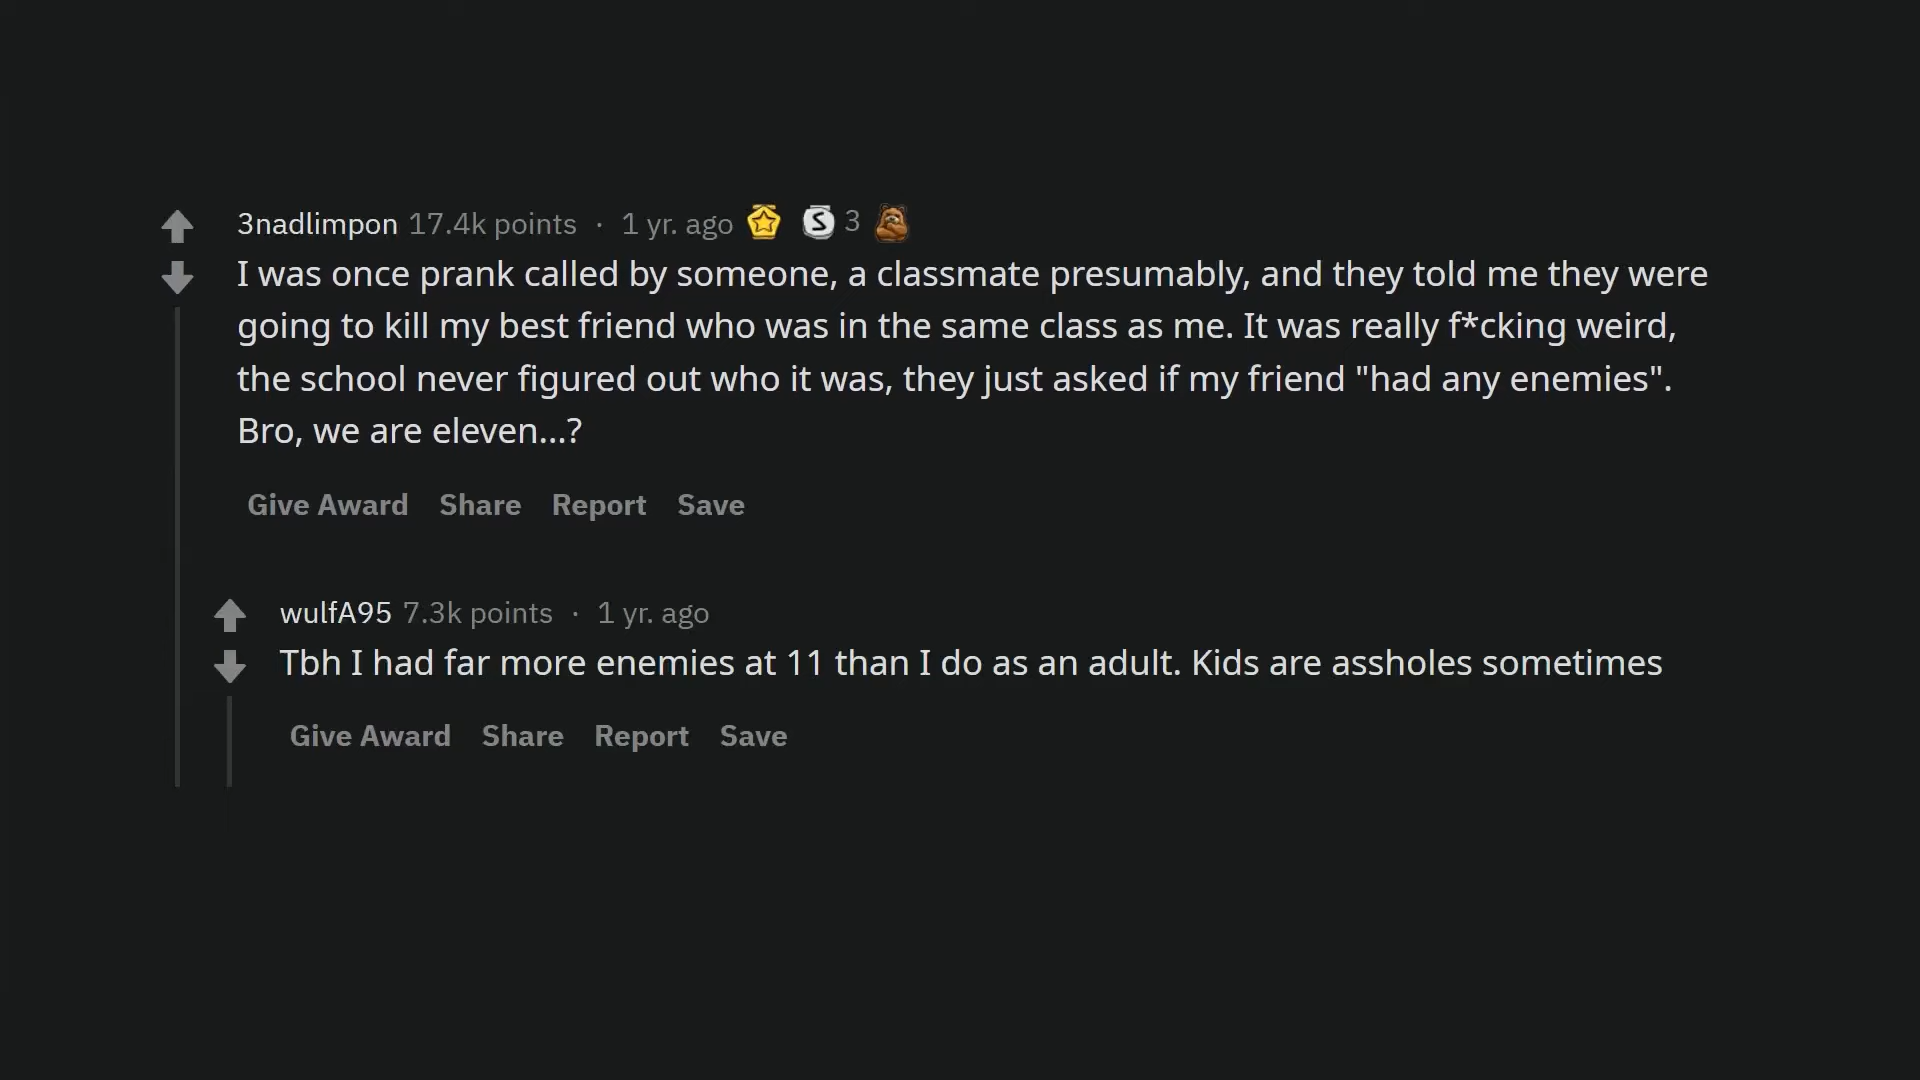 3nadlimpon 17.4k points · 1 yr. ago S 3
I was once prank called by someone, a classmate presumably, and they told me they were
going to kill my best friend who was in the same class as me. It was really f*cking weird,
the school never figured out who it was, they just asked if my friend "had any enemies".
Bro, we are eleven...?
Give Award Share Report Save
wulfA95 7.3k points · 1 yr. ago
Tbh I had far more enemies at 11 than I do as an adult. Kids are assholes sometimes
Give Award Share Report Save